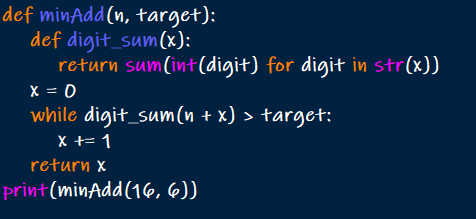 def minAdd(n, target):
    def digit_sum(x):
        return sum(int(digit) for digit in str(x))
    x = 0
    while digit_sum(n + x) > target:
        x += 1
    return x
print(minAdd(16, 6))